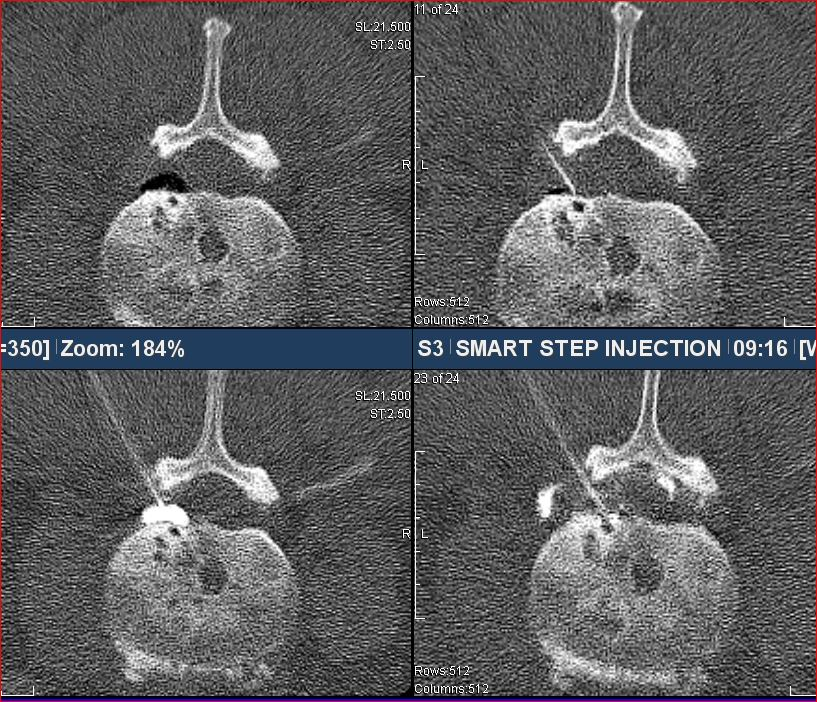 SL:21.500
ST:2.50
R
11 of 24
L
Rows:512
Columns:512
=350] Zoom: 184%
S3 SMART STEP INJECTION 09:16 [W
SL:21.500
ST:2.50
R
23 of 24
L
Rows:512
Columns:512